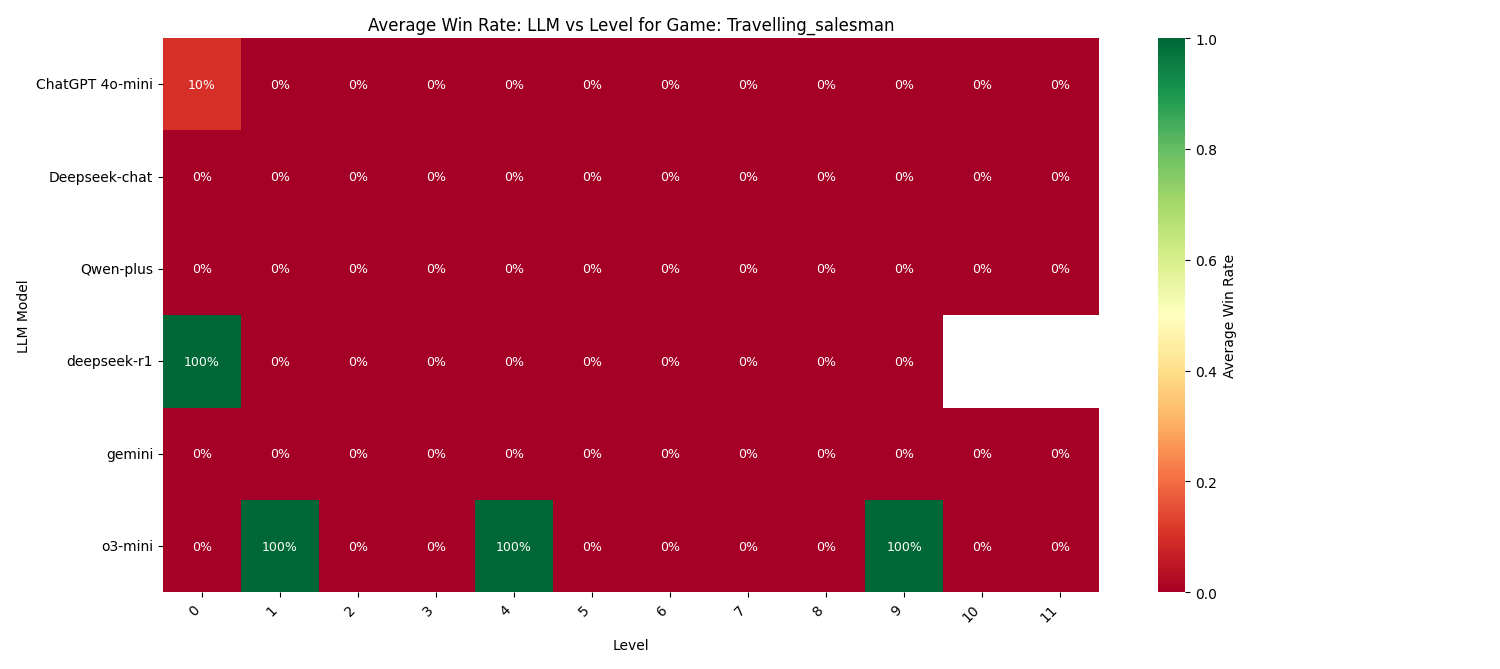 Average Win Rate: LLM vs Level for Game: Travelling_salesman
ChatGPT 4o-mini 10% 0% 0% 0% 0% 0% 0% 0% 0% 0% 0% 0%
Deepseek-chat 0% 0% 0% 0% 0% 0% 0% 0% 0% 0% 0% 0%
Qwen-plus 0% 0% 0% 0% 0% 0% 0% 0% 0% 0% 0% 0%
deepseek-r1 100% 0% 0% 0% 0% 0% 0% 0% 0% 0%
gemini 0% 0% 0% 0% 0% 0% 0% 0% 0% 0% 0% 0%
o3-mini 0% 100% 0% 0% 100% 0% 0% 0% 0% 100% 0% 0%
0 1 2 3 4 5 6 7 8 9 10 11
Level
LLM Model
1.0
0.8
0.6
0.4
0.2
0.0
Average Win Rate